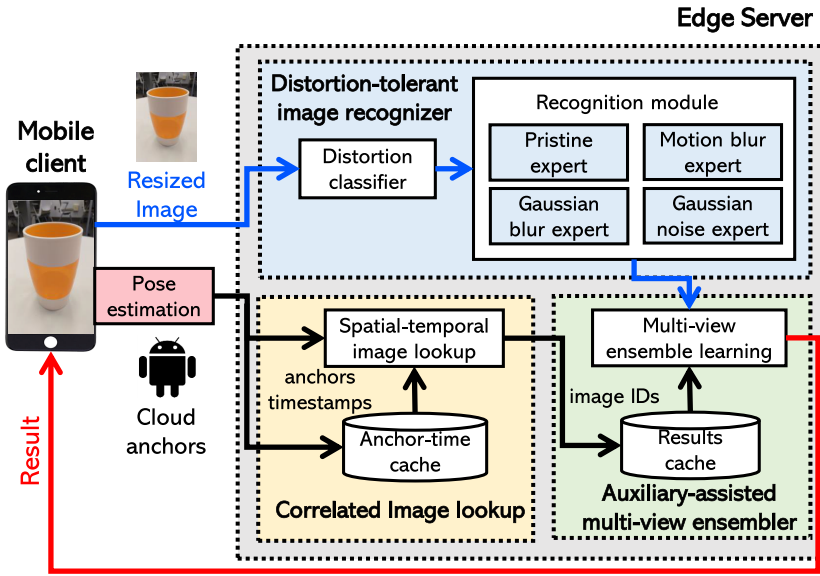 Edge Server
Distortion-tolerant
image recognizer
Recognition module
Pristine
expert
Motion blur
expert
Gaussian
blur expert
Gaussian
noise expert
Distortion
classifier
Mobile
client
Resized
Image
Pose
estimation
Cloud
anchors
Spatial-temporal
image lookup
anchors
timestamps
Anchor-time
cache
Correlated Image lookup
Multi-view
ensemble learning
image IDs
Results
cache
Auxiliary-assisted
multi-view ensembler
Result